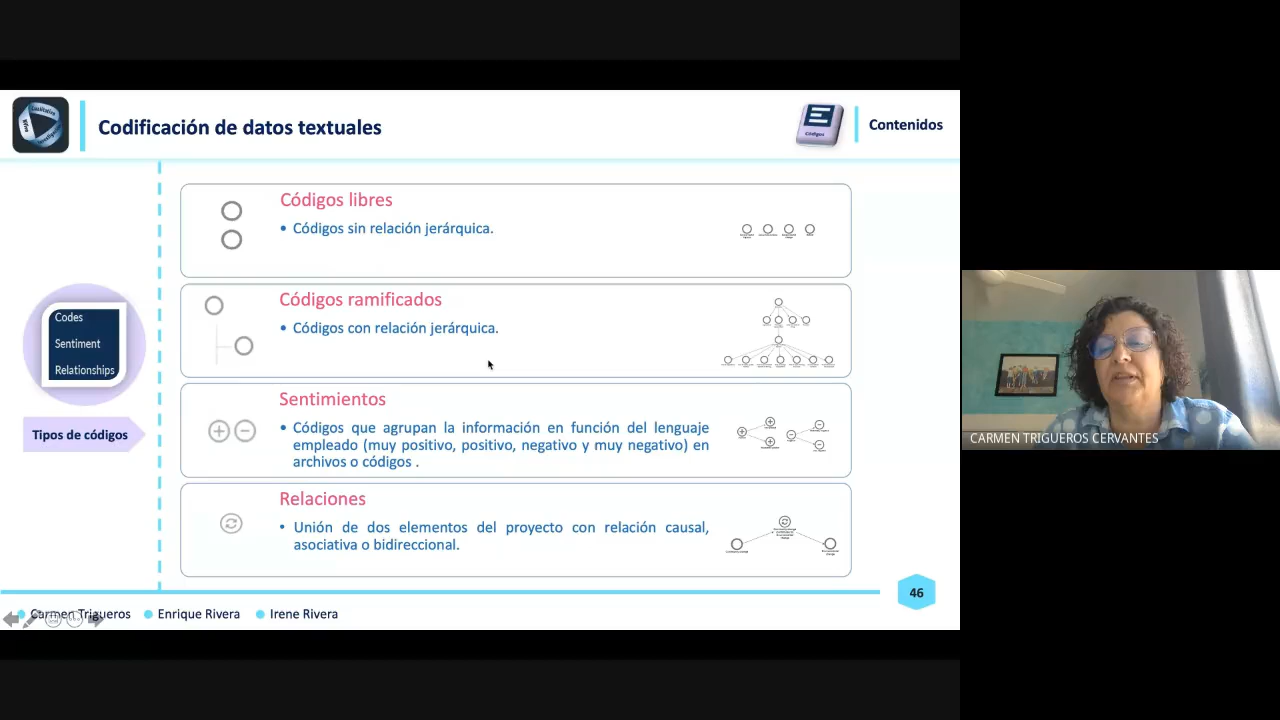 Codificación de datos textuales
Códigos
Contenidos
Códigos libres
• Códigos sin relación jerárquica.
Códigos ramificados
• Códigos con relación jerárquica.
Codes
Sentiment
Relationships
Tipos de códigos
Sentimientos
• Códigos que agrupan la información en función del lenguaje
empleado (muy positivo, positivo, negativo y muy negativo) en
archivos o códigos .
Relaciones
• Unión de dos elementos del proyecto con relación causal,
asociativa o bidireccional.
46
Carmen Trigueros
Enrique Rivera
Irene Rivera
CARMEN TRIGUEROS CERVANTES